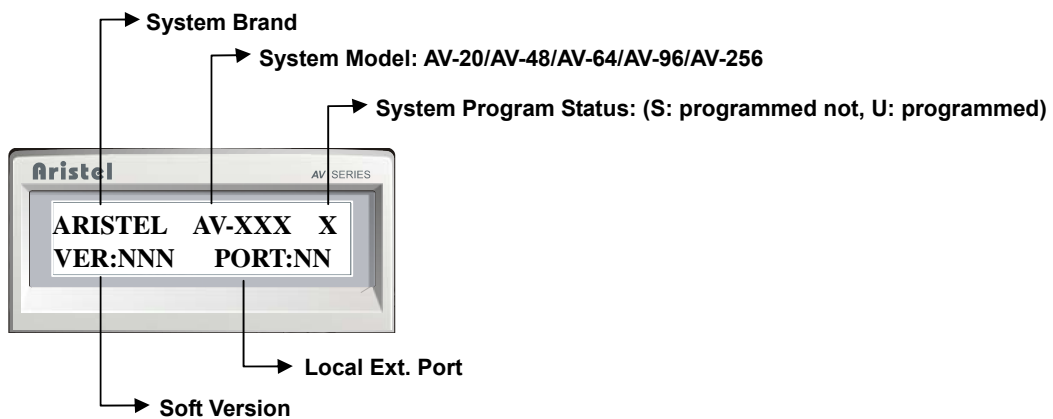 System Brand
System Model: AV-20/AV-48/AV-64/AV-96/AV-256
System Program Status: (S: programmed not, U: programmed)
Aristel AV SERIES
ARISTEL AV-XXX X
VER:NNN PORT:NN
Local Ext. Port
Soft Version